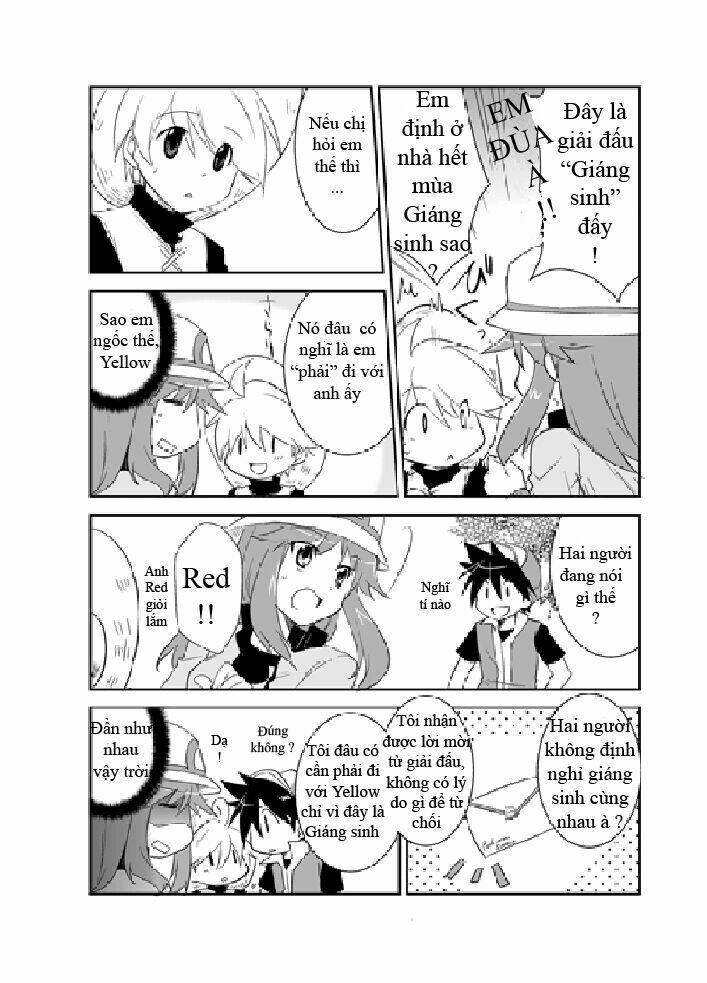 Đây là
giải đấu
“Giáng
sinh”
đấy
!
EM
ĐÙA
À
!!
Em
định ở
nhà hết
mùa
Giáng
sinh sao
?
Nếu chị
hỏi em
thế thì
...
Nó đâu có
nghĩ là em
“phải” đi với
anh ấy
Sao em
ngốc thế,
Yellow
Hai người
đang nói
gì thế
?
Nghĩ
tí nào
Red
!!
Anh
Red
giỏi
lắm
Hai người
không định
nghỉ giáng
sinh cùng
nhau à ?
Tôi nhận
được lời mời
từ giải đấu,
không có lý
do gì để từ
chối
Tôi đâu có
cần phải đi
với Yellow
chỉ vì đây là
Giáng sinh
Đúng
không ?
Dạ
!
Đần như
nhau
vậy trời